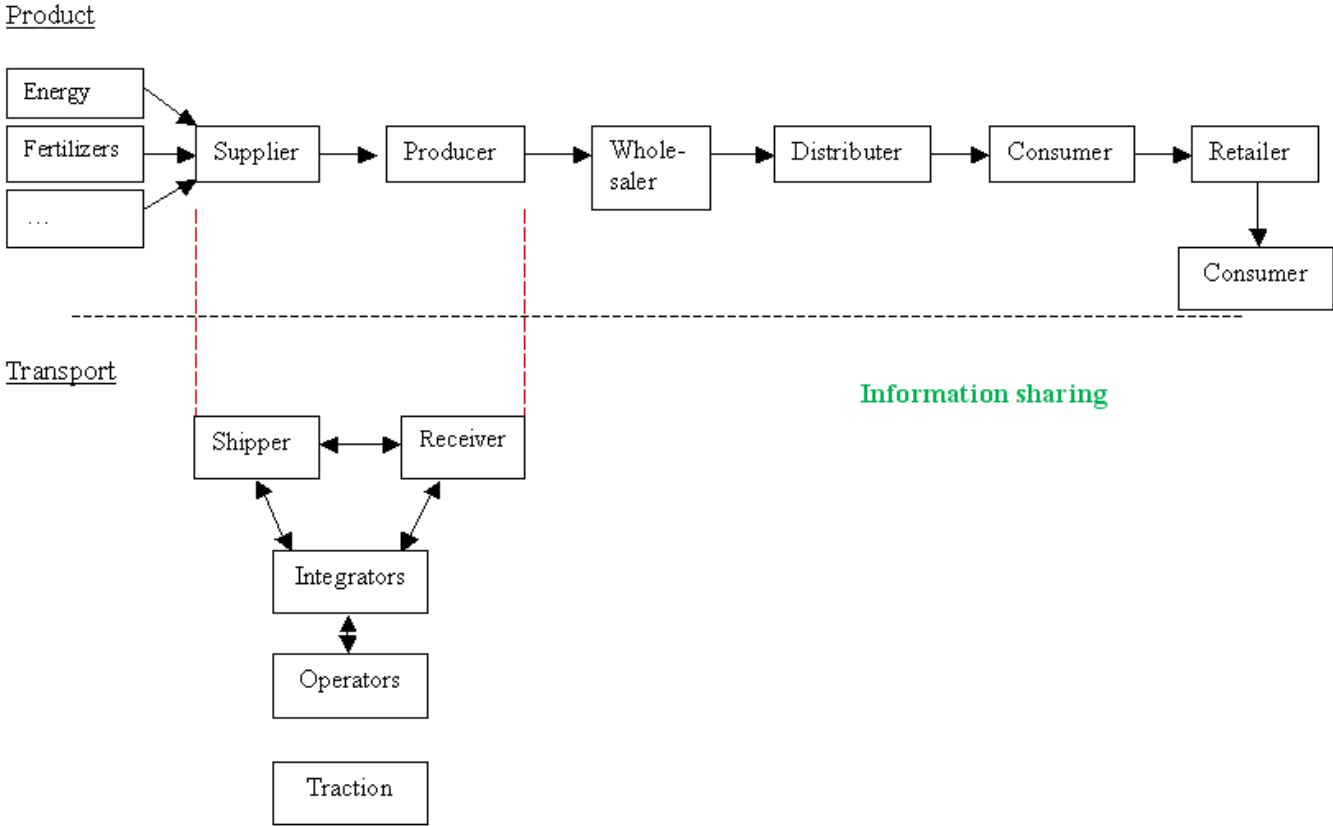 Product
Energy
Fertilizers
...
Supplier
Producer
Whole-
saler
Distributer
Consumer
Retailer
Consumer
Transport
Information sharing
Shipper
Receiver
Integrators
Operators
Traction